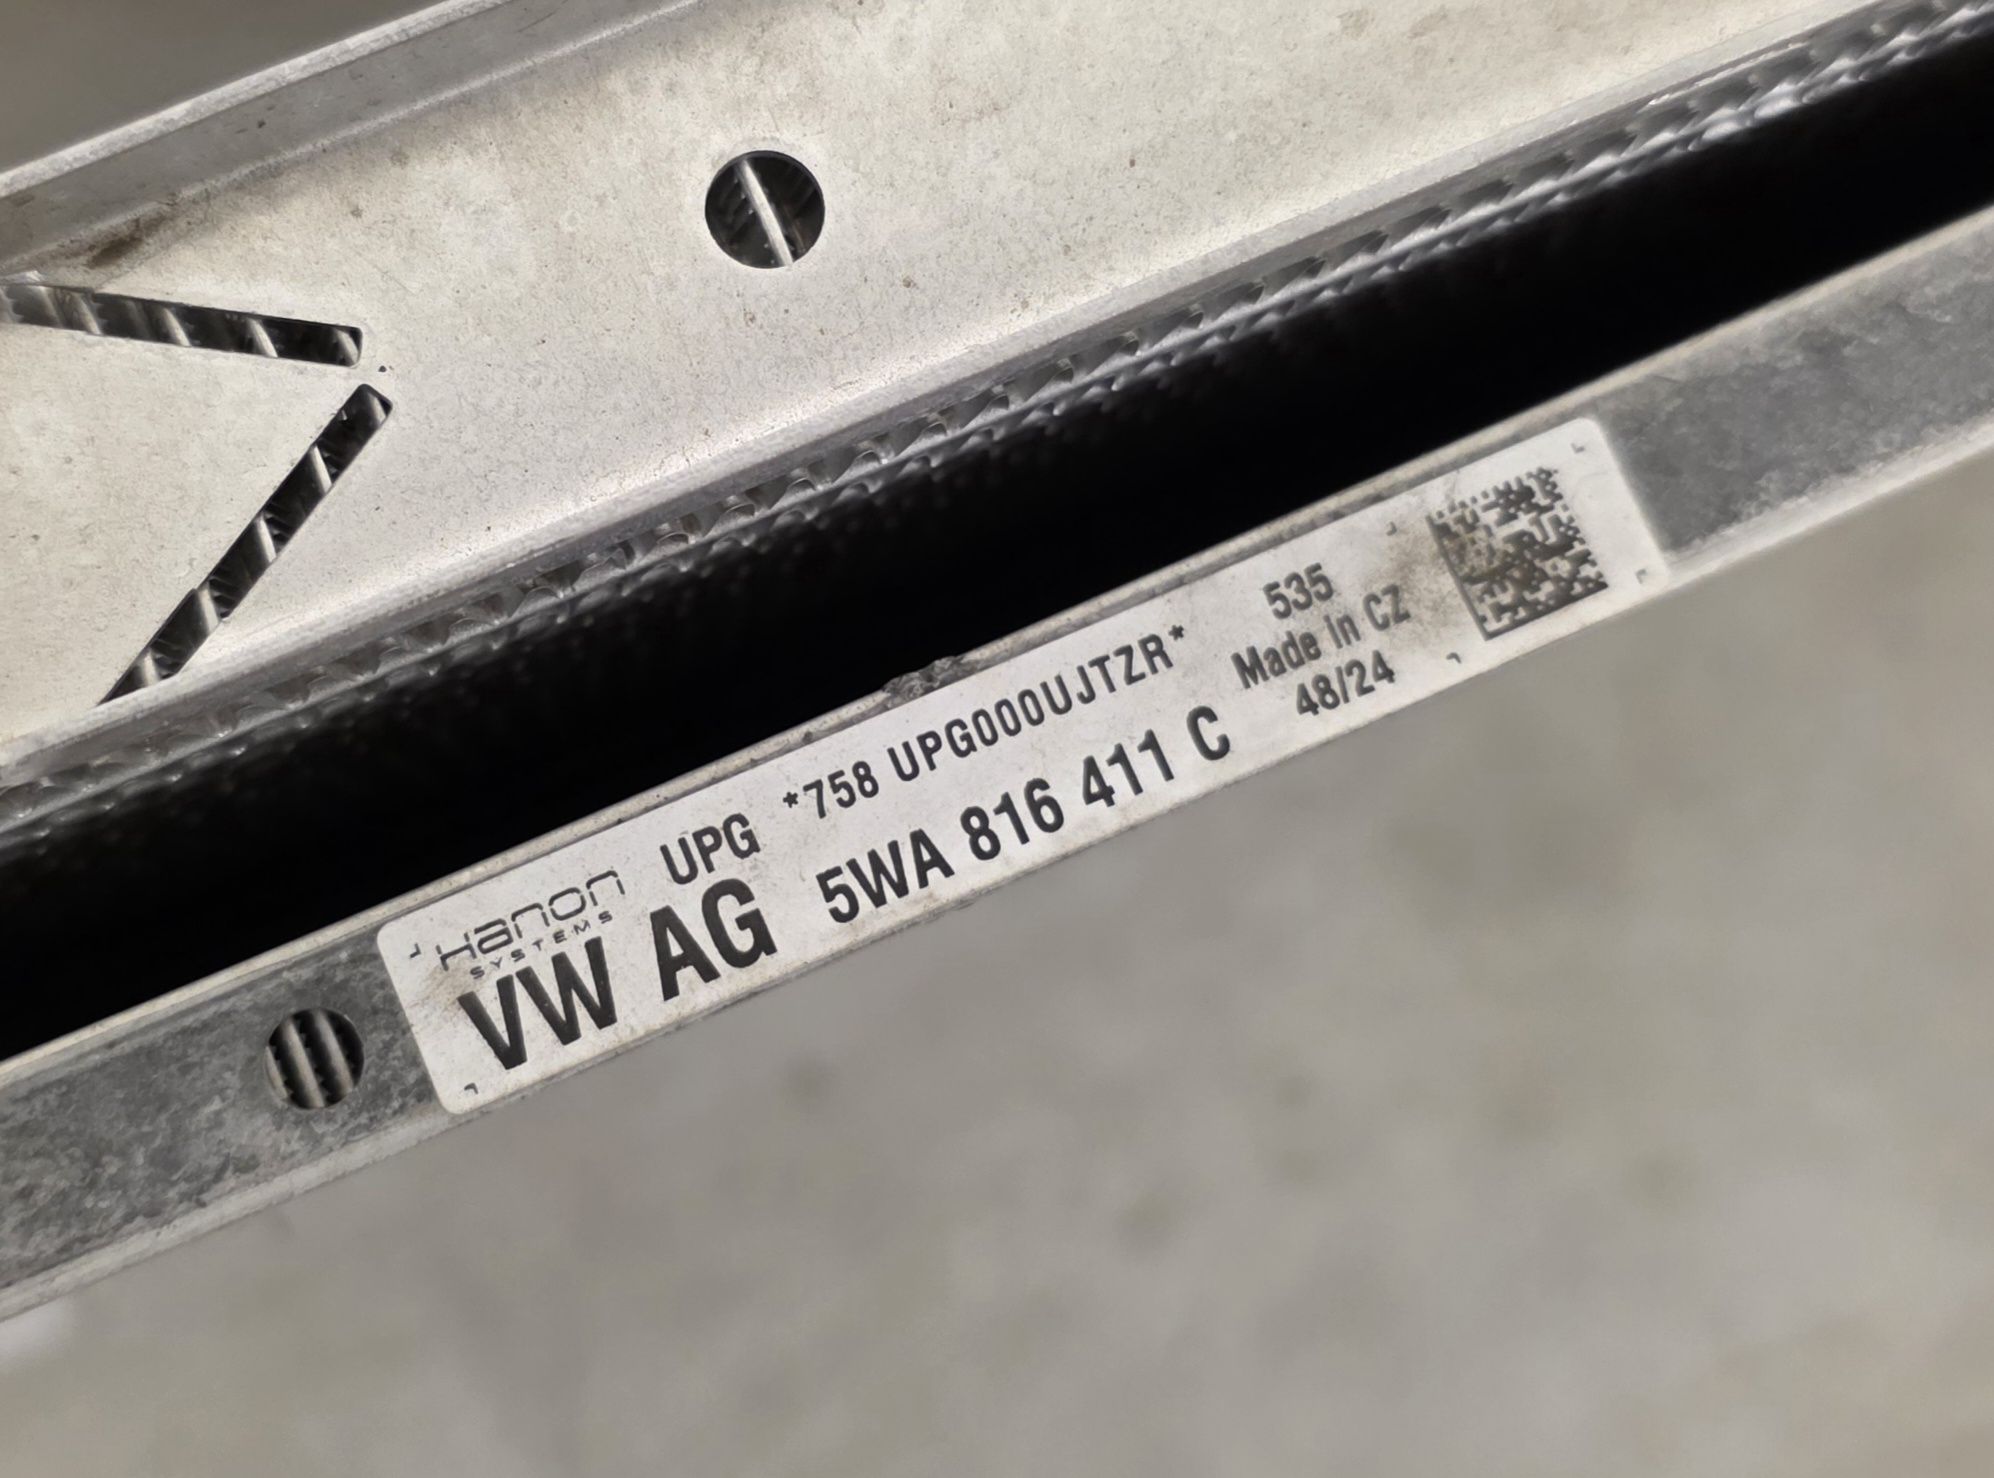 Hanon
SYSTEMS
UPG *758 UPG000UJTZR*
VW AG 5WA 816 411 C
535
Made in CZ
48/24